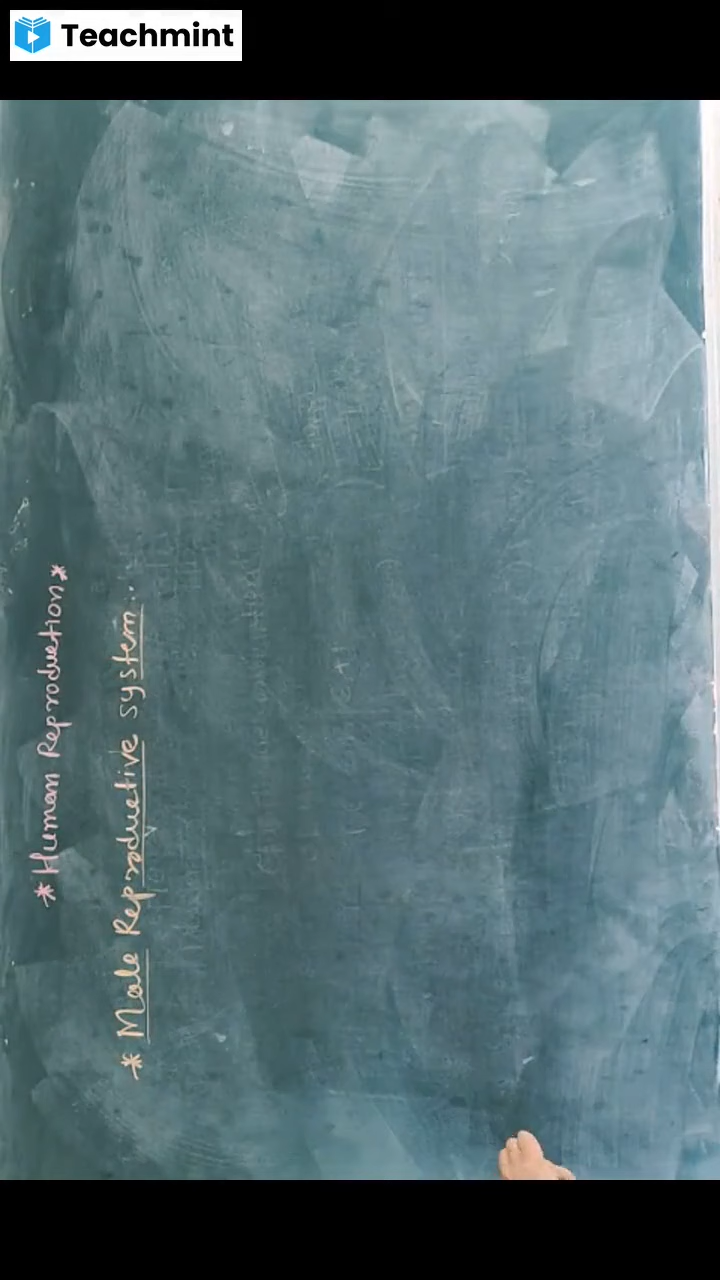 Teachmint
* Human Reproduction *
* Male Reproductive system..